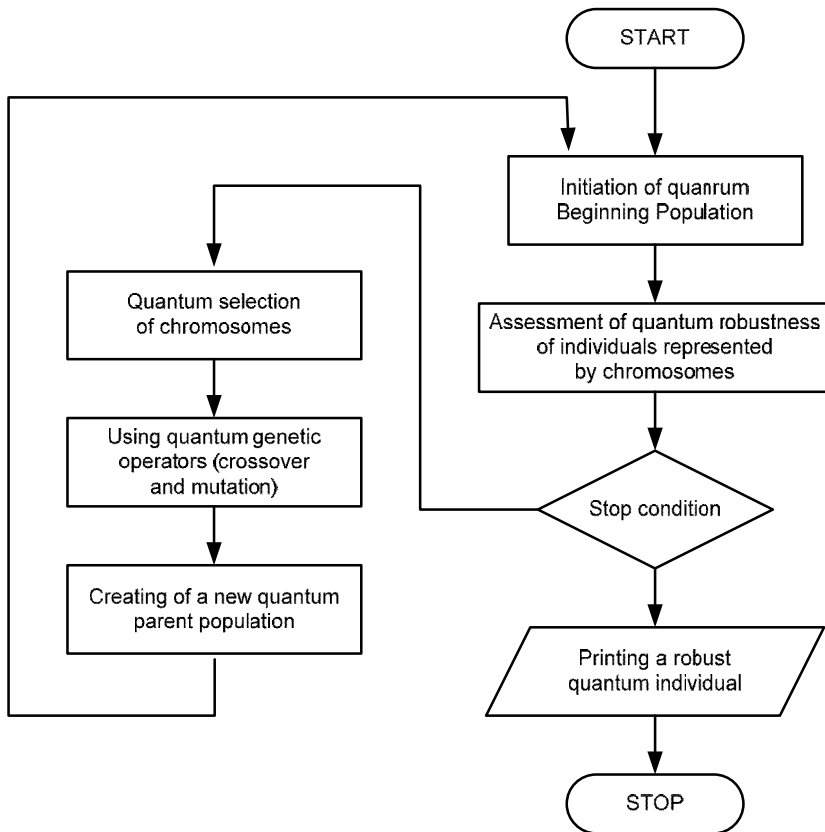 START
Initiation of quanrum
Beginning Population
Assessment of quantum robustness
of individuals represented
by chromosomes
Stop condition
Quantum selection
of chromosomes
Using quantum genetic
operators (crossover
and mutation)
Creating of a new quantum
parent population
Printing a robust
quantum individual
STOP